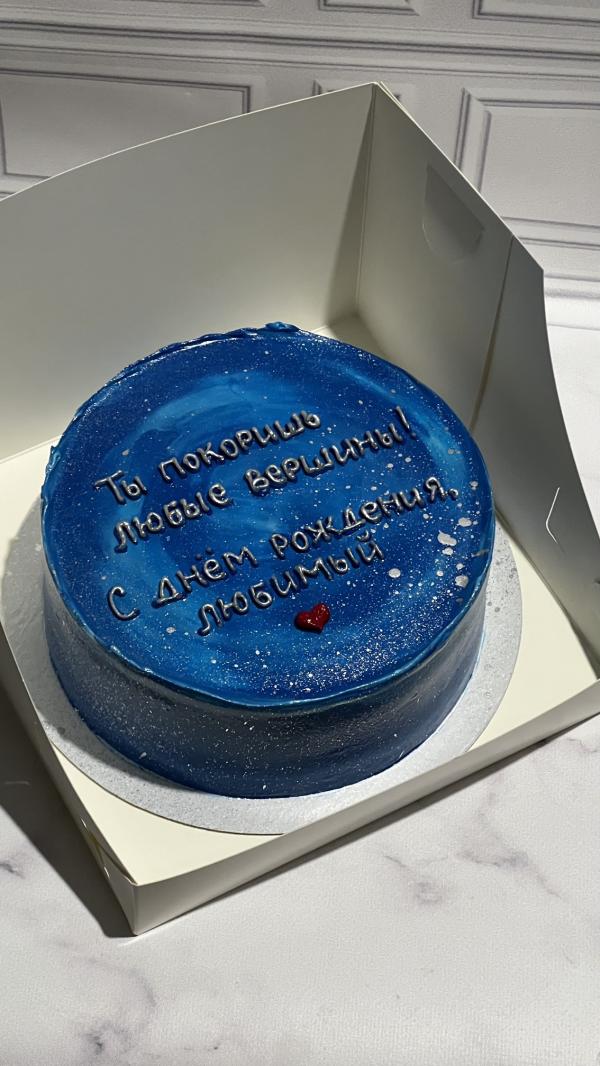 Ты покоришь
любые вершины!
С днём рождения,
любимый